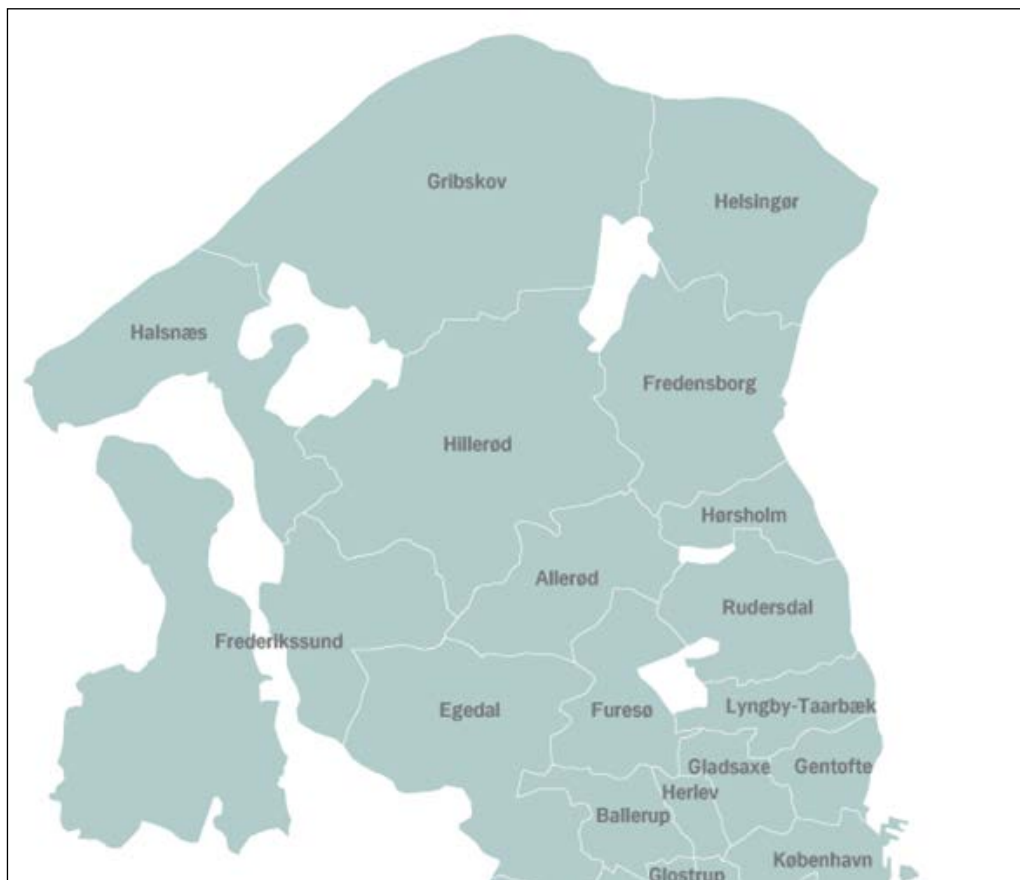 Gribskov
Helsingør
Halsnæs
Fredensborg
Hillerød
Hørsholm
Allerød
Rudersdal
Frederikssund
Egedal
Furesø
Lyngby-Taarbæk
Gladsaxe
Gentofte
Herlev
Ballerup
København
Glostrup